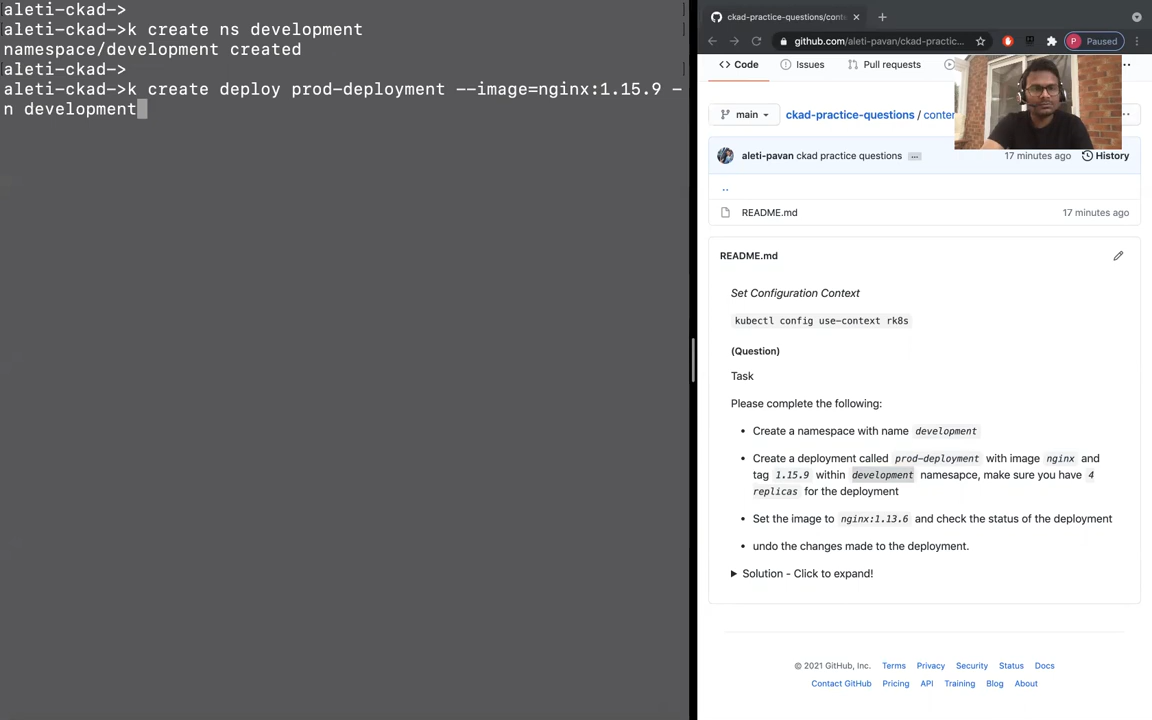 aleti-ckad->
aleti-ckad->k create ns development
namespace/development created
aleti-ckad->
aleti-ckad->k create deploy prod-deployment --image=nginx:1.15.9 -
n development
ckad-practice-questions/conte
github.com/aleti-pavan/ckad-practic...
Paused
Code
Issues
Pull requests
main
ckad-practice-questions / conten
aleti-pavan ckad practice questions
17 minutes ago
History
..
README.md
17 minutes ago
README.md
Set Configuration Context
kubectl config use-context rk8s
(Question)
Task
Please complete the following:
• Create a namespace with name development
• Create a deployment called prod-deployment with image nginx and
tag 1.15.9 within development namesapce, make sure you have 4
replicas for the deployment
• Set the image to nginx:1.13.6 and check the status of the deployment
• undo the changes made to the deployment.
Solution - Click to expand!
© 2021 GitHub, Inc. Terms Privacy Security Status Docs
Contact GitHub Pricing API Training Blog About